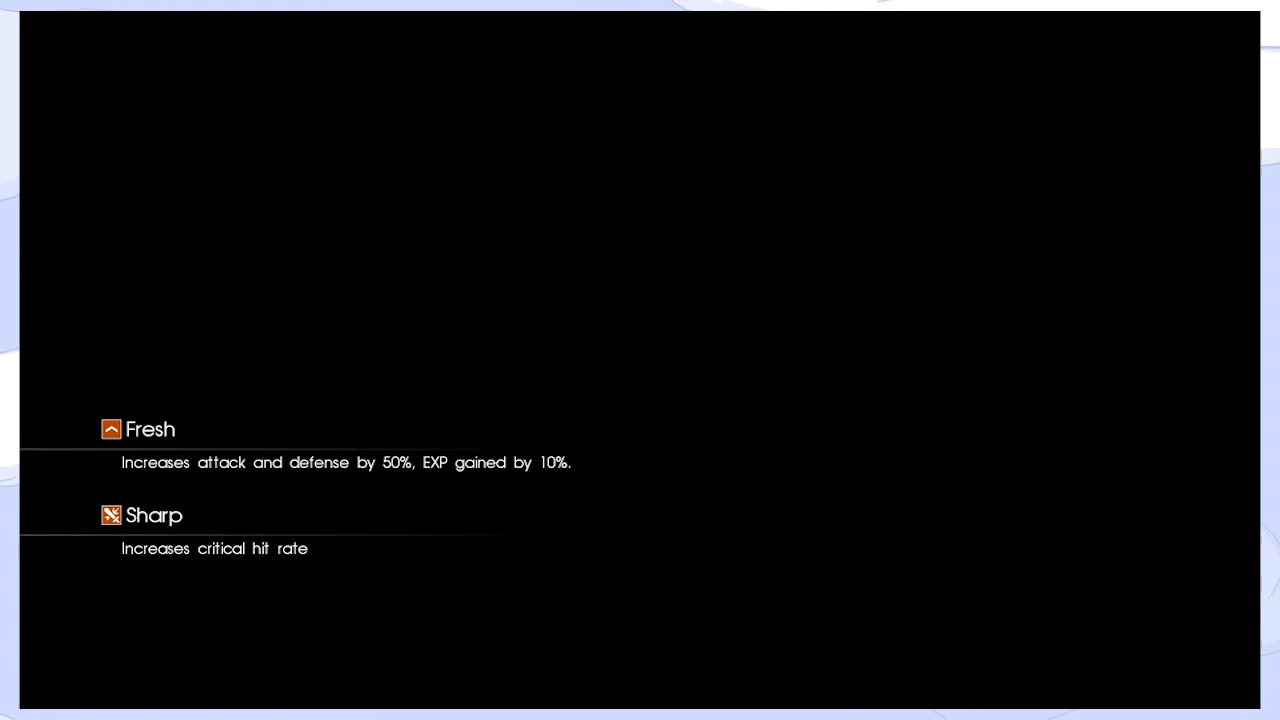 Fresh
Increases attack and defense by 50%, EXP gained by 10%.
Sharp
Increases critical hit rate